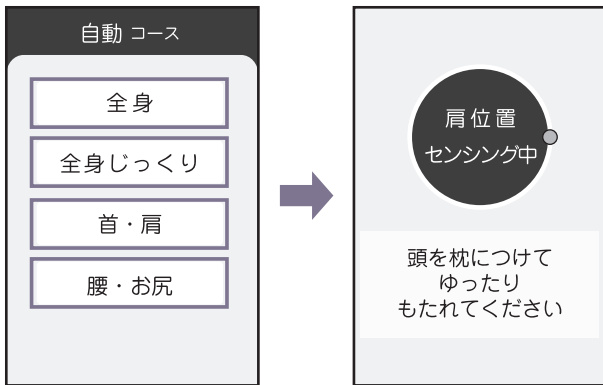 自動 コース
全身
全身じっくり
首・肩
腰・お尻
肩位置
センシング中
頭を枕につけて
ゆったり
もたれてください